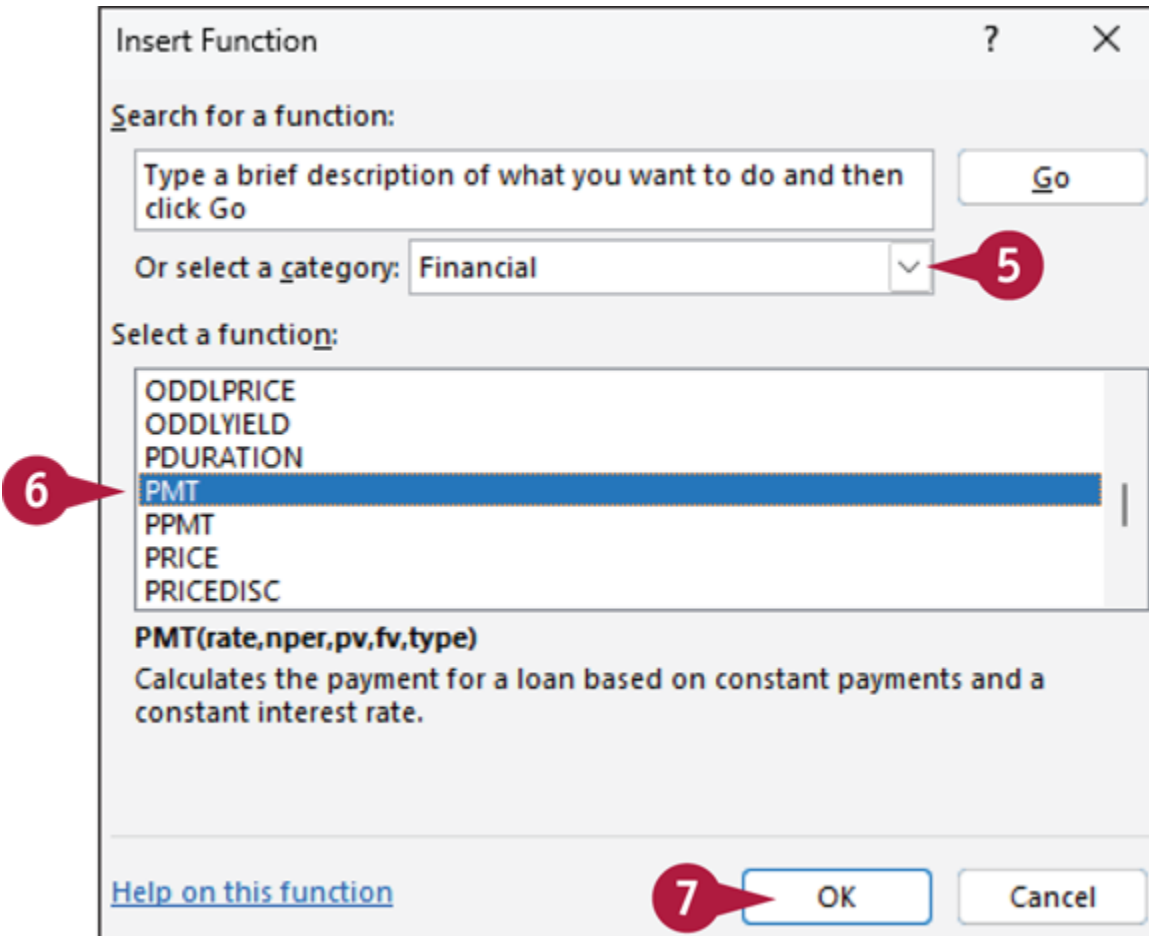 Insert Function ? ×
Search for a function:
Type a brief description of what you want to do and then
click Go
Go
Or select a category: Financial
5
Select a function:
ODDLPRICE
ODDLYIELD
PDURATION
6
PMT
PPMT
PRICE
PRICEDISC
PMT(rate,nper,pv,fv,type)
Calculates the payment for a loan based on constant payments and a
constant interest rate.
Help on this function
7
OK
Cancel